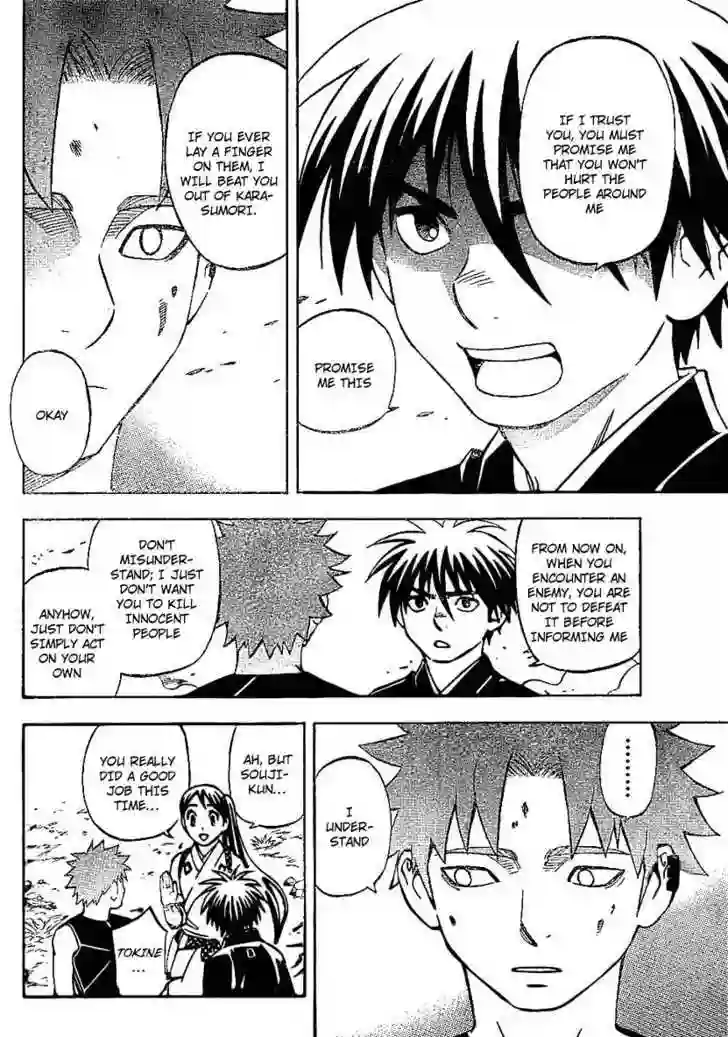 IF I TRUST
YOU, YOU MUST
PROMISE ME
THAT YOU WON'T
HURT THE
PEOPLE AROUND
ME
PROMISE
ME THIS
IF YOU EVER
LAY A FINGER
ON THEM, I
WILL BEAT YOU
OUT OF KARA-
SUMORI.
OKAY
FROM NOW ON,
WHEN YOU
ENCOUNTER AN
ENEMY, YOU ARE
NOT TO DEFEAT
IT BEFORE
INFORMING ME
DON'T
MISUNDER-
STAND; I JUST
DON'T WANT
YOU TO KILL
INNOCENT
PEOPLE
ANYHOW,
JUST DON'T
SIMPLY ACT
ON YOUR
OWN
........
I
UNDER-
STAND
AH, BUT
SOUJI-
KUN...
YOU REALLY
DID A GOOD
JOB THIS
TIME...
TOKINE
...